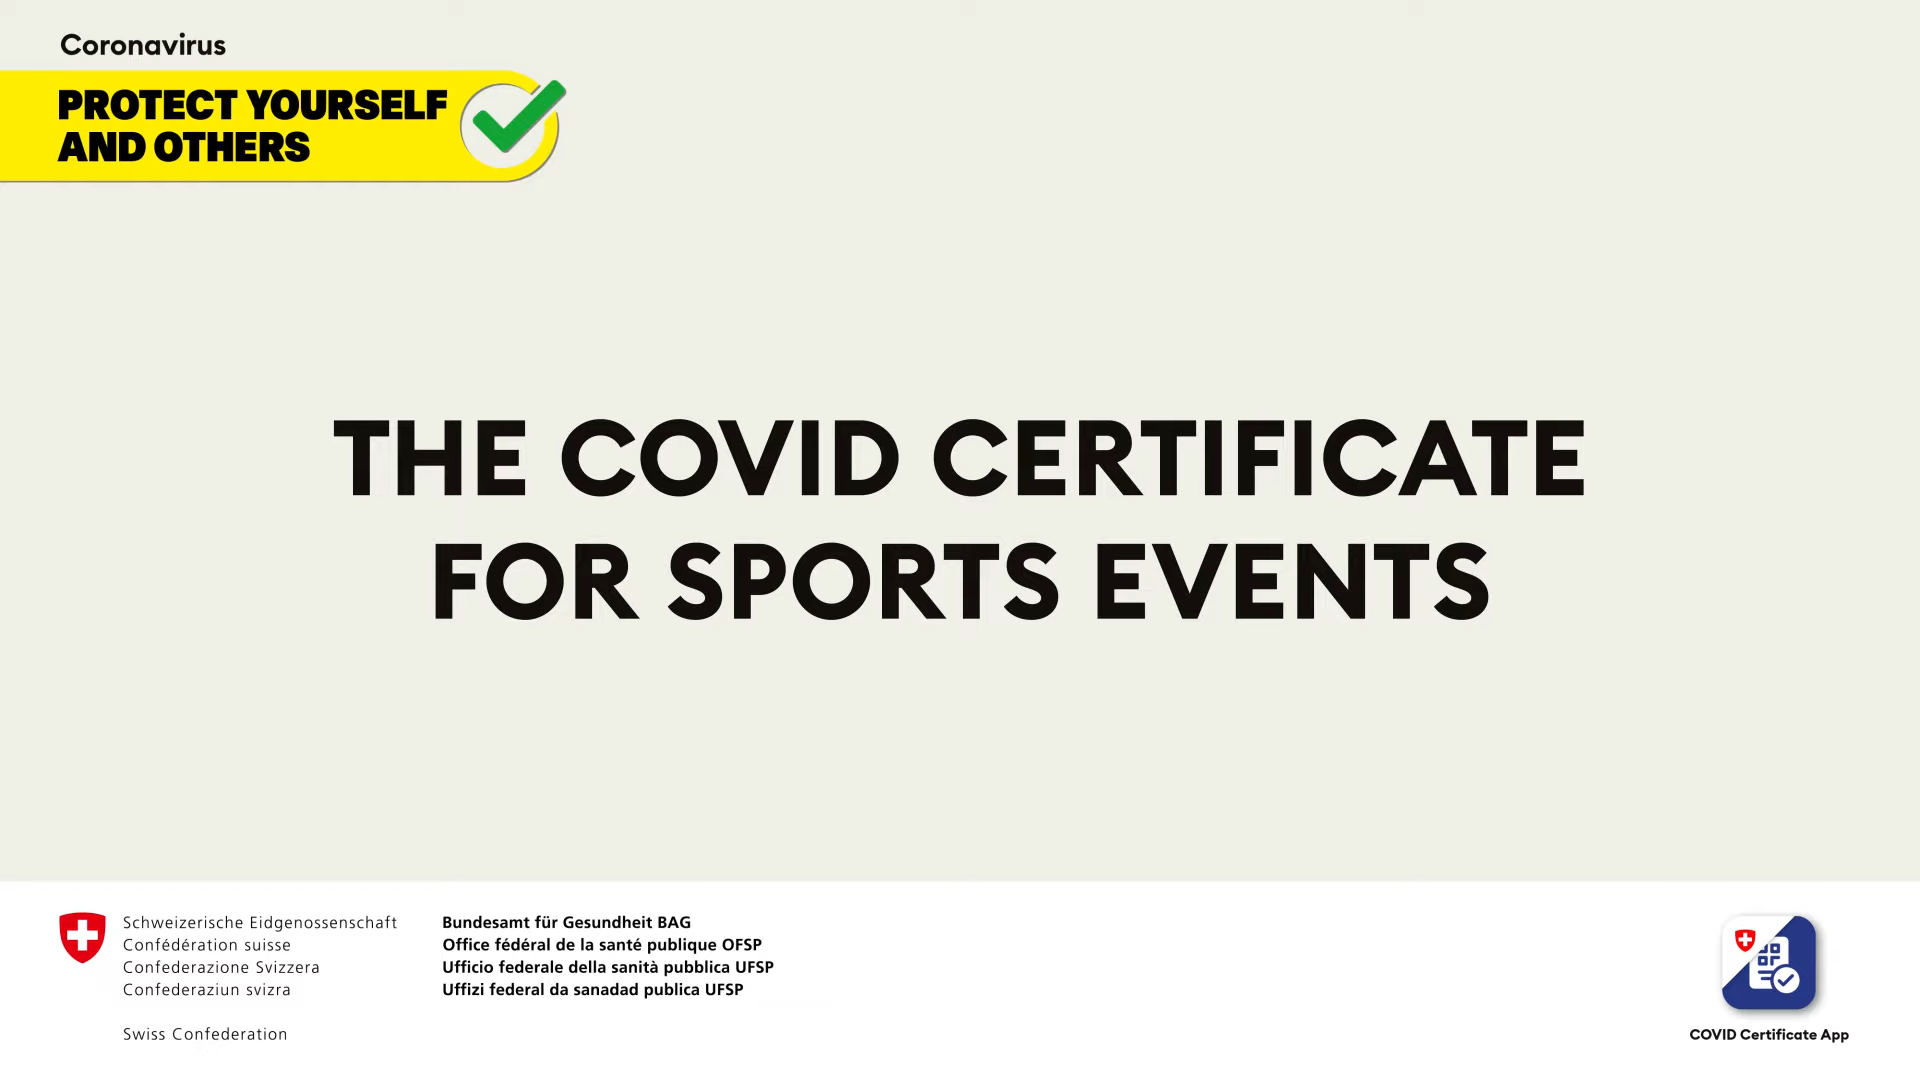 Coronavirus
PROTECT YOURSELF
AND OTHERS
THE COVID CERTIFICATE
FOR SPORTS EVENTS
Schweizerische Eidgenossenschaft
Confédération suisse
Confederazione Svizzera
Confederaziun svizra
Swiss Confederation
Bundesamt für Gesundheit BAG
Office fédéral de la santé publique OFSP
Ufficio federale della sanità pubblica UFSP
Uffizi federal da sanadad publica UFSP
COVID Certificate App